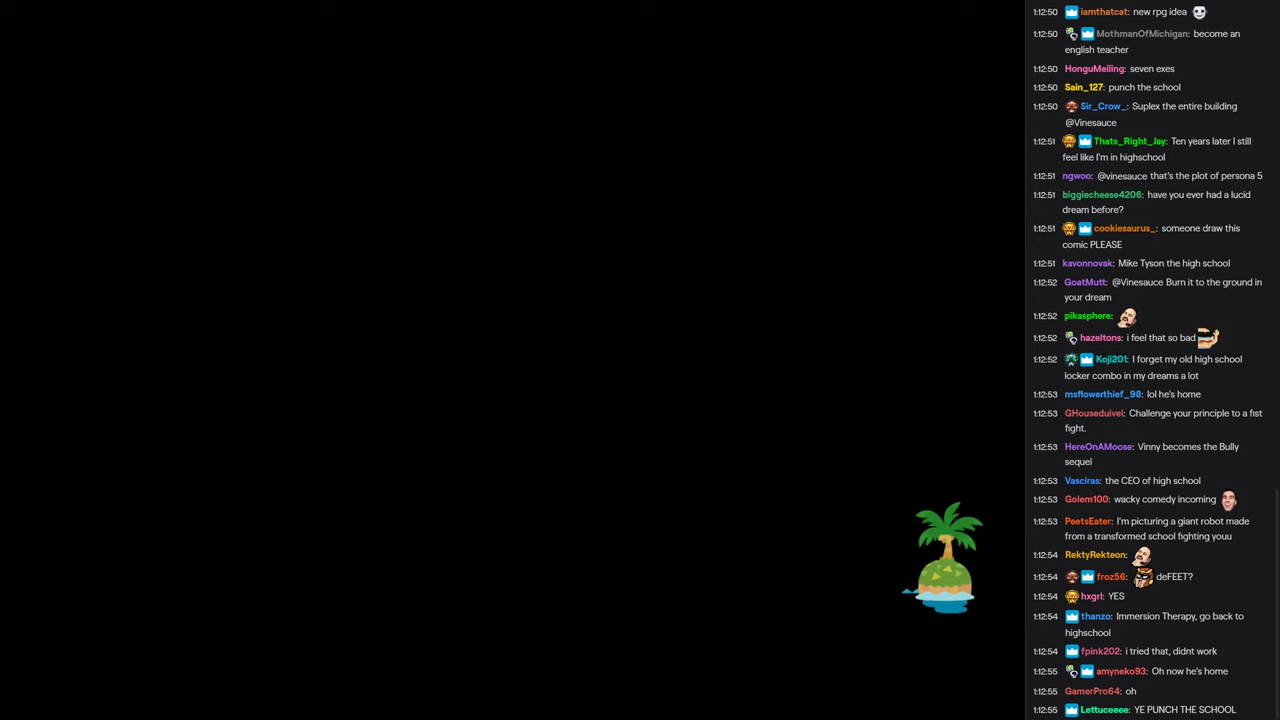 1:12:50 iamthatcat: new rpg idea
1:12:50 MothmanOfMichigan: become an
english teacher
1:12:50 HonguMeiling: seven exes
1:12:50 Sain_127: punch the school
1:12:50 Sir_Crow_: Suplex the entire building
@Vinesauce
1:12:51 Thats_Right_Jay: Ten years later I still
feel like I'm in highschool
1:12:51 ngwoo: @vinesauce that's the plot of persona 5
1:12:51 biggiecheese4206: have you ever had a lucid
dream before?
1:12:51 cookiesaurus_: someone draw this
comic PLEASE
1:12:51 kavonnovak: Mike Tyson the high school
1:12:52 GoatMutt: @Vinesauce Burn it to the ground in
your dream
1:12:52 pikasphere:
1:12:52 hazeltons: i feel that so bad
1:12:52 Koji201: I forget my old high school
locker combo in my dreams a lot
1:12:53 msflowerthief_98: lol he's home
1:12:53 GHouseduivel: Challenge your principle to a fist
fight.
1:12:53 HereOnAMoose: Vinny becomes the Bully
sequel
1:12:53 Vasciras: the CEO of high school
1:12:53 Golem100: wacky comedy incoming
1:12:53 PeetsEater: I'm picturing a giant robot made
from a transformed school fighting youu
1:12:54 RektyRekteon:
1:12:54 froz56: deFEET?
1:12:54 hxgrl: YES
1:12:54 thanzo: Immersion Therapy, go back to
highschool
1:12:54 fpink202: i tried that, didnt work
1:12:55 amyneko93: Oh now he's home
1:12:55 GamerPro64: oh
1:12:55 Lettuceeee: YE PUNCH THE SCHOOL